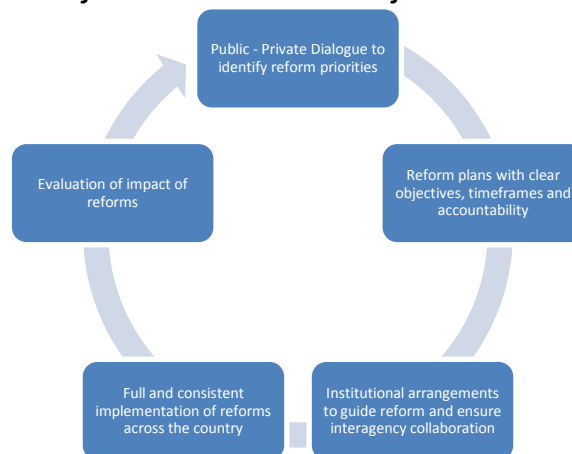 Public - Private Dialogue to
identify reform priorities
Reform plans with clear
objectives, timeframes and
accountability
Institutional arrangements
to guide reform and ensure
interagency collaboration
Full and consistent
implementation of reforms
across the country
Evaluation of impact of
reforms